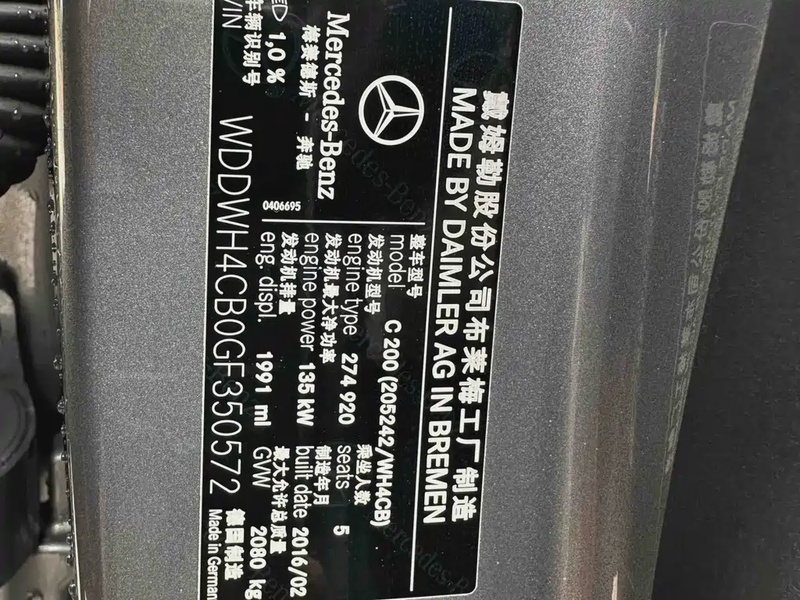 戴姆勒股份公司布莱梅工厂制造
MADE BY DAIMLER AG IN BREMEN
Mercedes-Benz
梅赛德斯 - 奔驰
0406695
1,0 %
整车型号
model C 200 (205242/WH4CB)
发动机型号 乘坐人数
engine type 274 920 seats 5
发动机最大净功率 制造年月
engine power 135 kW built date 2016/02
发动机排量 最大允许总质量
eng. displ. 1991 ml GVW 2080 kg
车辆识别号 德国制造
VIN WDDWH4CB0GF350572 Made in Germany